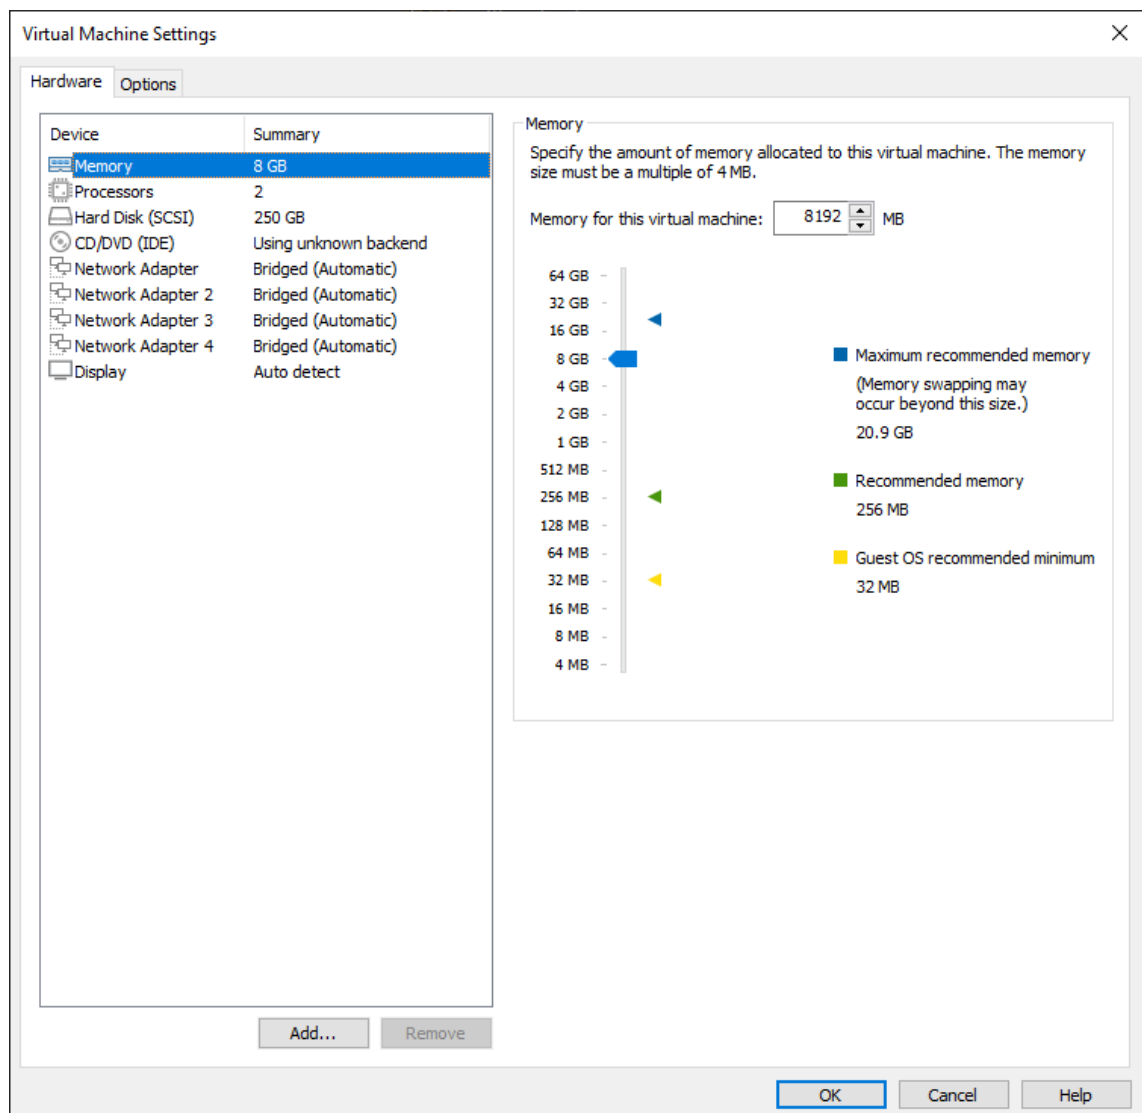 Virtual Machine Settings
Hardware Options
Device Summary
Memory 8 GB
Processors 2
Hard Disk (SCSI) 250 GB
CD/DVD (IDE) Using unknown backend
Network Adapter Bridged (Automatic)
Network Adapter 2 Bridged (Automatic)
Network Adapter 3 Bridged (Automatic)
Network Adapter 4 Bridged (Automatic)
Display Auto detect
Add... Remove
Memory
Specify the amount of memory allocated to this virtual machine. The memory
size must be a multiple of 4 MB.
Memory for this virtual machine: 8192 MB
64 GB
32 GB
16 GB
8 GB
4 GB
2 GB
1 GB
512 MB
256 MB
128 MB
64 MB
32 MB
16 MB
8 MB
4 MB
Maximum recommended memory
(Memory swapping may
occur beyond this size.)
20.9 GB
Recommended memory
256 MB
Guest OS recommended minimum
32 MB
OK Cancel Help